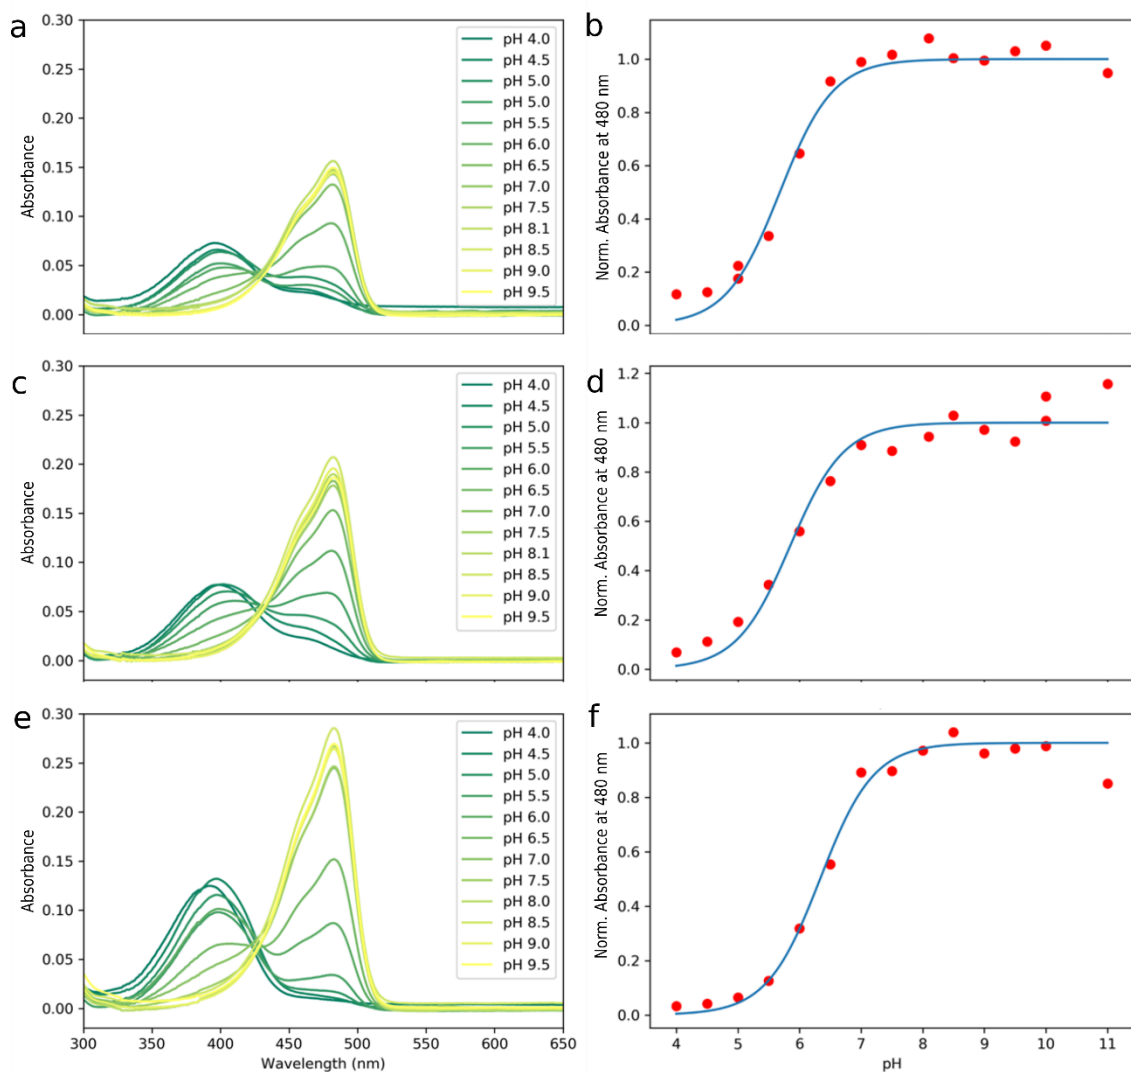 a
0.30
0.25
0.20
0.15
0.10
0.05
0.00
Absorbance
pH 4.0
pH 4.5
pH 5.0
pH 5.0
pH 5.5
pH 6.0
pH 6.5
pH 7.0
pH 7.5
pH 8.1
pH 8.5
pH 9.0
pH 9.5
b
1.0
0.8
0.6
0.4
0.2
0.0
Norm. Absorbance at 480 nm
c
0.30
0.25
0.20
0.15
0.10
0.05
0.00
Absorbance
pH 4.0
pH 4.5
pH 5.0
pH 5.5
pH 6.0
pH 6.5
pH 7.0
pH 7.5
pH 8.1
pH 8.5
pH 9.0
pH 9.5
d
1.2
1.0
0.8
0.6
0.4
0.2
0.0
Norm. Absorbance at 480 nm
e
0.30
0.25
0.20
0.15
0.10
0.05
0.00
Absorbance
pH 4.0
pH 4.5
pH 5.0
pH 5.5
pH 6.0
pH 6.5
pH 7.0
pH 7.5
pH 8.0
pH 8.5
pH 9.0
pH 9.5
300 350 400 450 500 550 600 650
Wavelength (nm)
f
1.0
0.8
0.6
0.4
0.2
0.0
Norm. Absorbance at 480 nm
4 5 6 7 8 9 10 11
pH